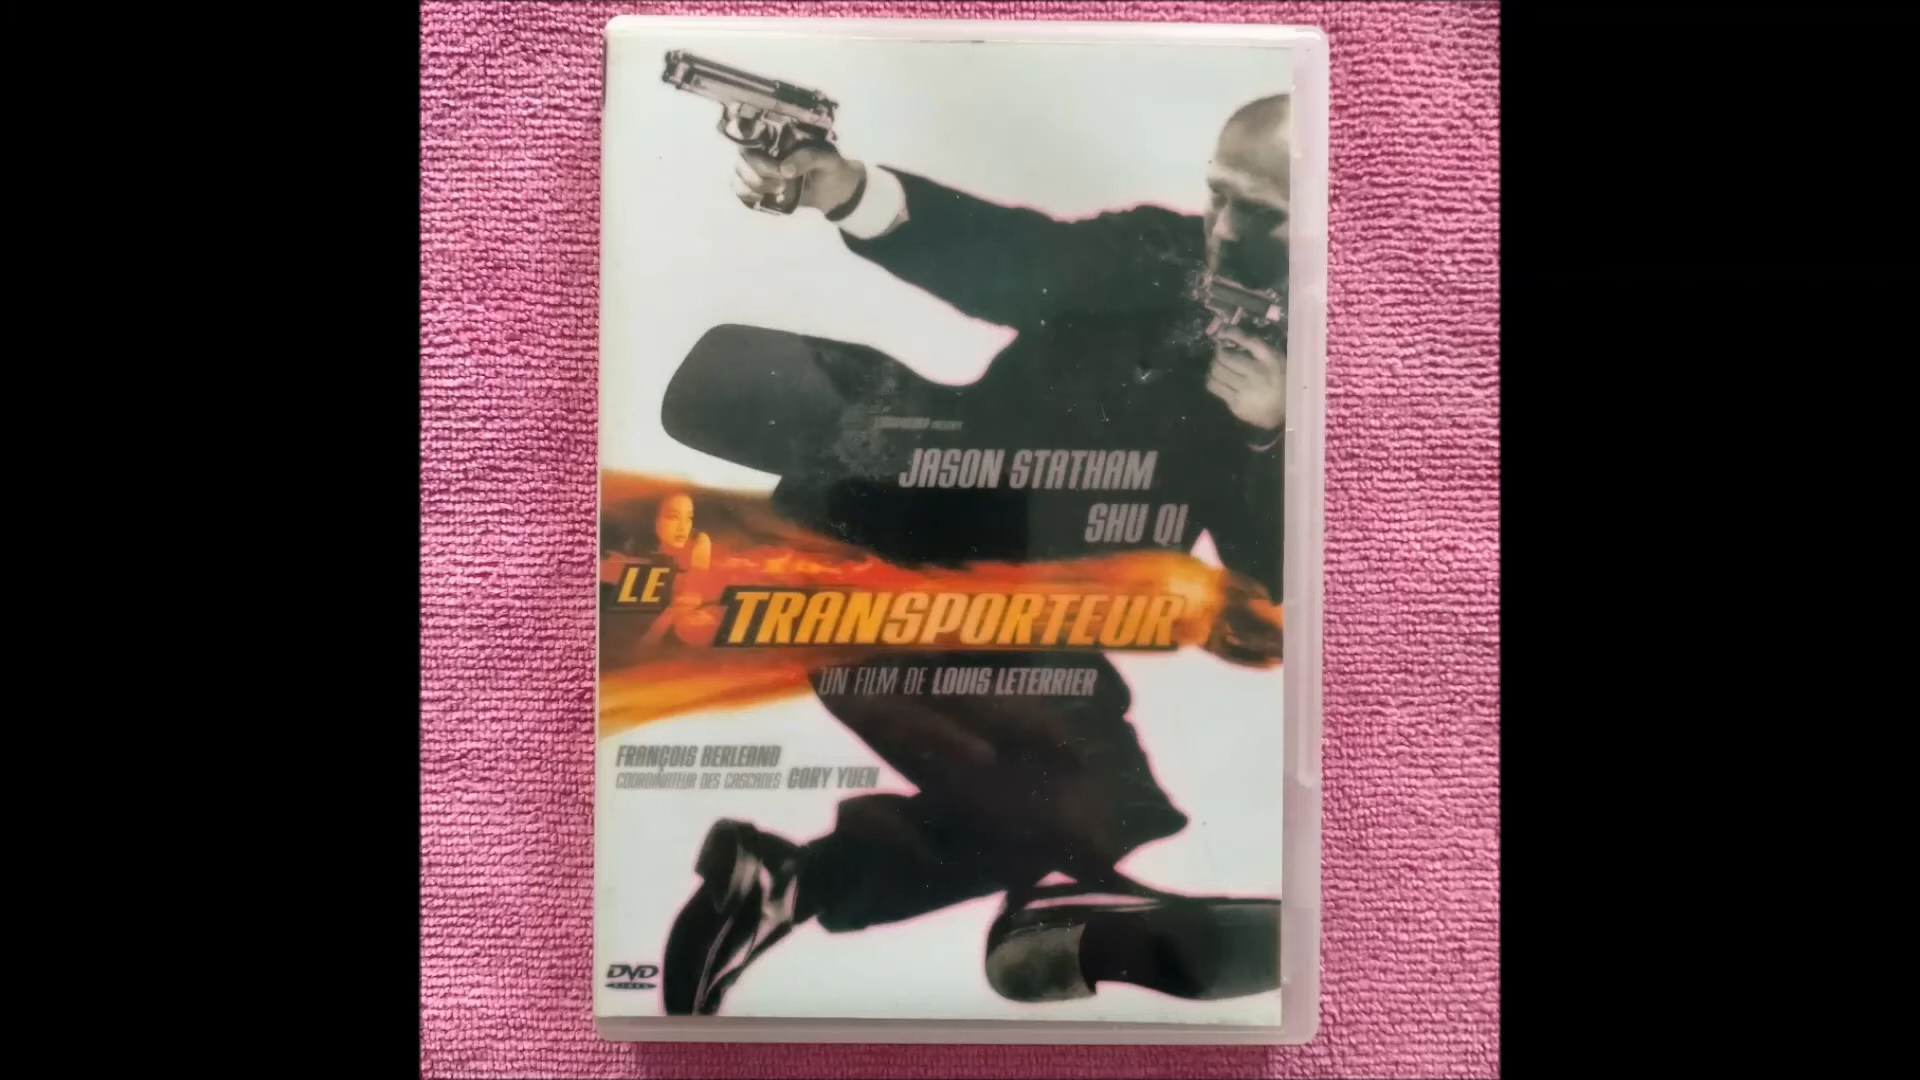 JASON STATHAM
SHU QI
LE TRANSPORTEUR
UN FILM DE LOUIS LETERRIER
FRANÇOIS BERLEAND
COORDINATEUR DES CASCADES CORY YUEN
DVD
VIDEO